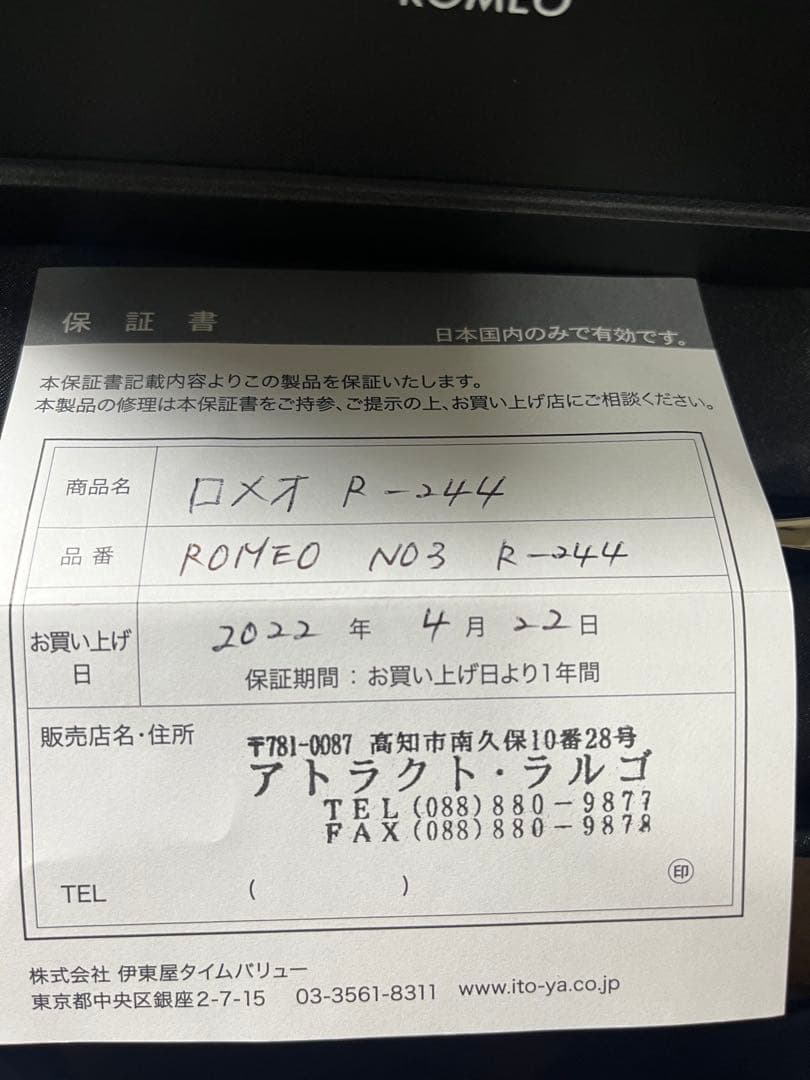 ROMEO
保証書
日本国内のみで有効です。
本保証書記載内容よりこの製品を保証いたします。
本製品の修理は本保証書をご持参、ご提示の上、お買い上げ店にご相談ください。
商品名 ロメオ R-244
品番 ROMEO NO3 R-244
お買い上げ日 2022年4月22日
保証期間：お買い上げ日より1年間
販売店名・住所 〒781-0087 高知市南久保10番28号
アトラクト・ラルゴ
TEL(088)880-9877
FAX(088)880-9878
印
TEL ( )
株式会社 伊東屋タイムバリュー
東京都中央区銀座2-7-15 03-3561-8311 www.ito-ya.co.jp